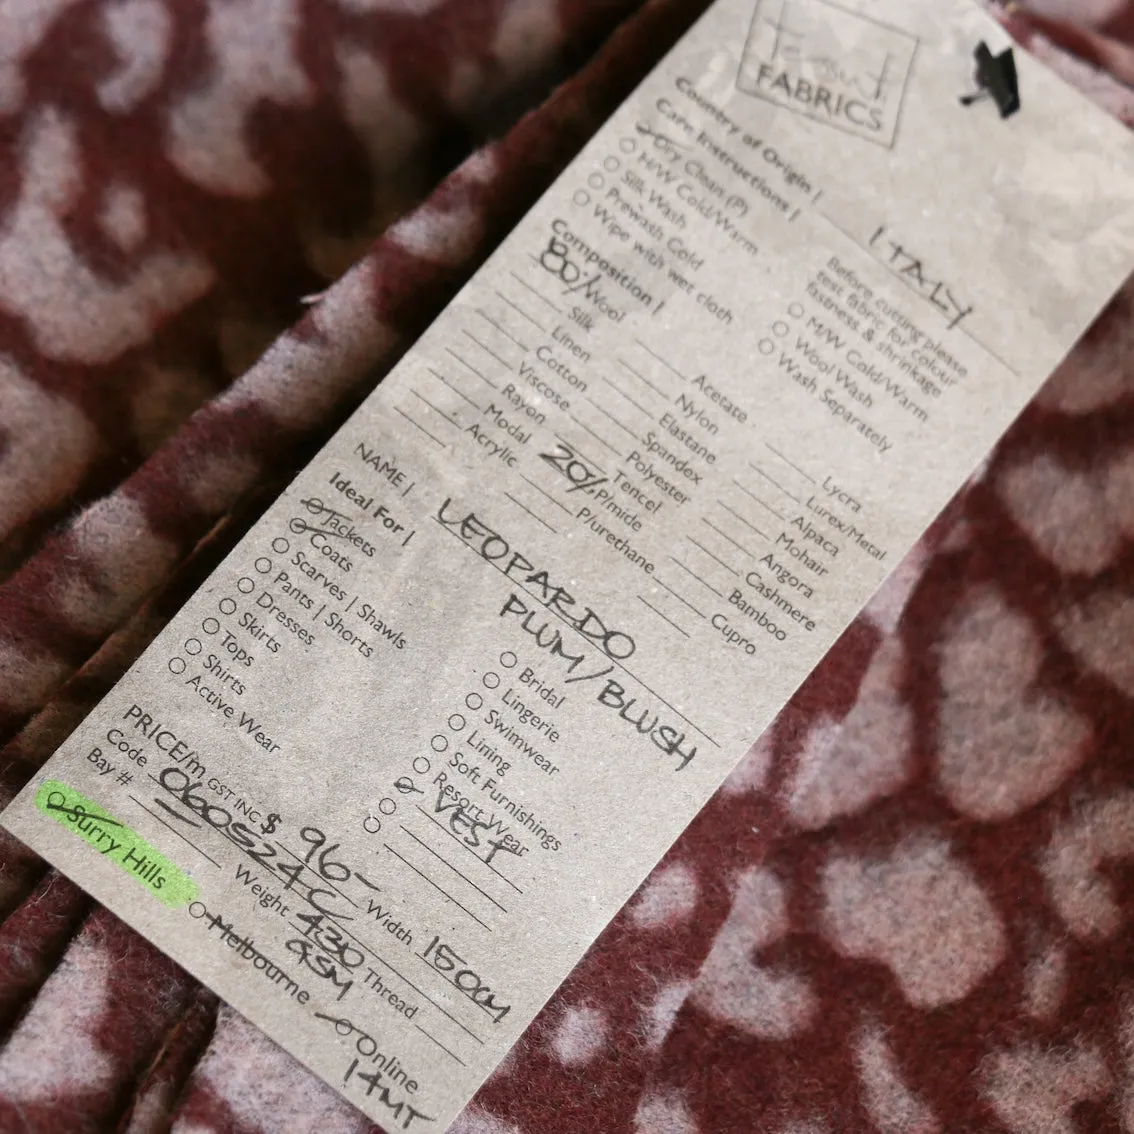 FABRICS
Country of Origin | ITALY
Care Instructions |
Dry Clean (P)
H/W Cold/Warm
Silk Wash
Prewash Cold
Wipe with wet cloth
Before cutting please
test fabric for colour
fastness & shrinkage
M/W Cold/Warm
Wool Wash
Wash Separately
Composition |
80% Wool
Silk
Linen
Cotton
Viscose
Rayon
Modal
Acrylic
Acetate
Nylon
Elastane
Spandex
Polyester
Tencel
20% P/mide
P/urethane
Lycra
Lurex/Metal
Alpaca
Mohair
Angora
Cashmere
Bamboo
Cupro
NAME | LEOPARDO
PLUM/BLUSH
Ideal For |
Jackets
Coats
Scarves | Shawls
Pants | Shorts
Dresses
Skirts
Tops
Shirts
Active Wear
Bridal
Lingerie
Swimwear
Lining
Soft Furnishings
Resort Wear
VEST
PRICE/m GST INC $ 96- Width 150cm
Code 060S24C Weight 430 GSM Thread
Bay #
Surry Hills
Melbourne
Online
14MT